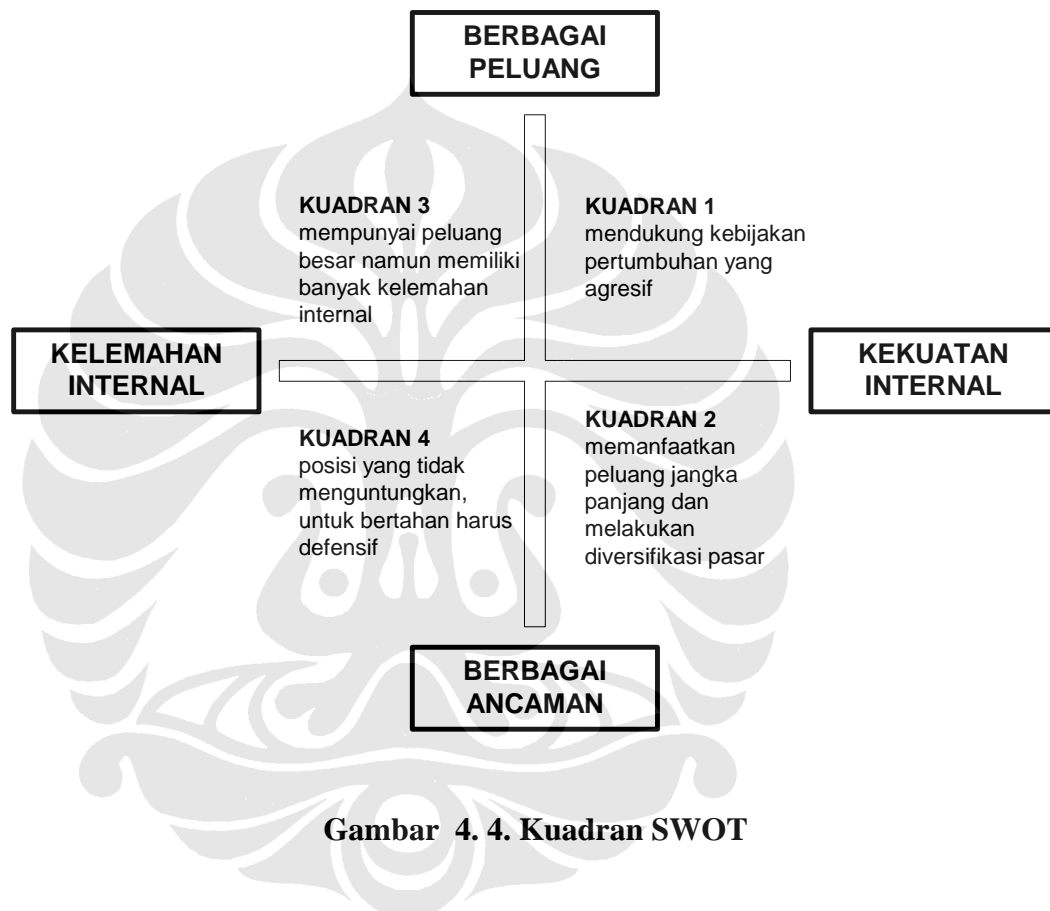 BERBAGAI
PELUANG
KUADRAN 3
mempunyai peluang
besar namun memiliki
banyak kelemahan
internal
KUADRAN 1
mendukung kebijakan
pertumbuhan yang
agresif
KELEMAHAN
INTERNAL
KEKUATAN
INTERNAL
KUADRAN 4
posisi yang tidak
menguntungkan,
untuk bertahan harus
defensif
KUADRAN 2
memanfaatkan
peluang jangka
panjang dan
melakukan
diversifikasi pasar
BERBAGAI
ANCAMAN
Gambar 4. 4. Kuadran SWOT